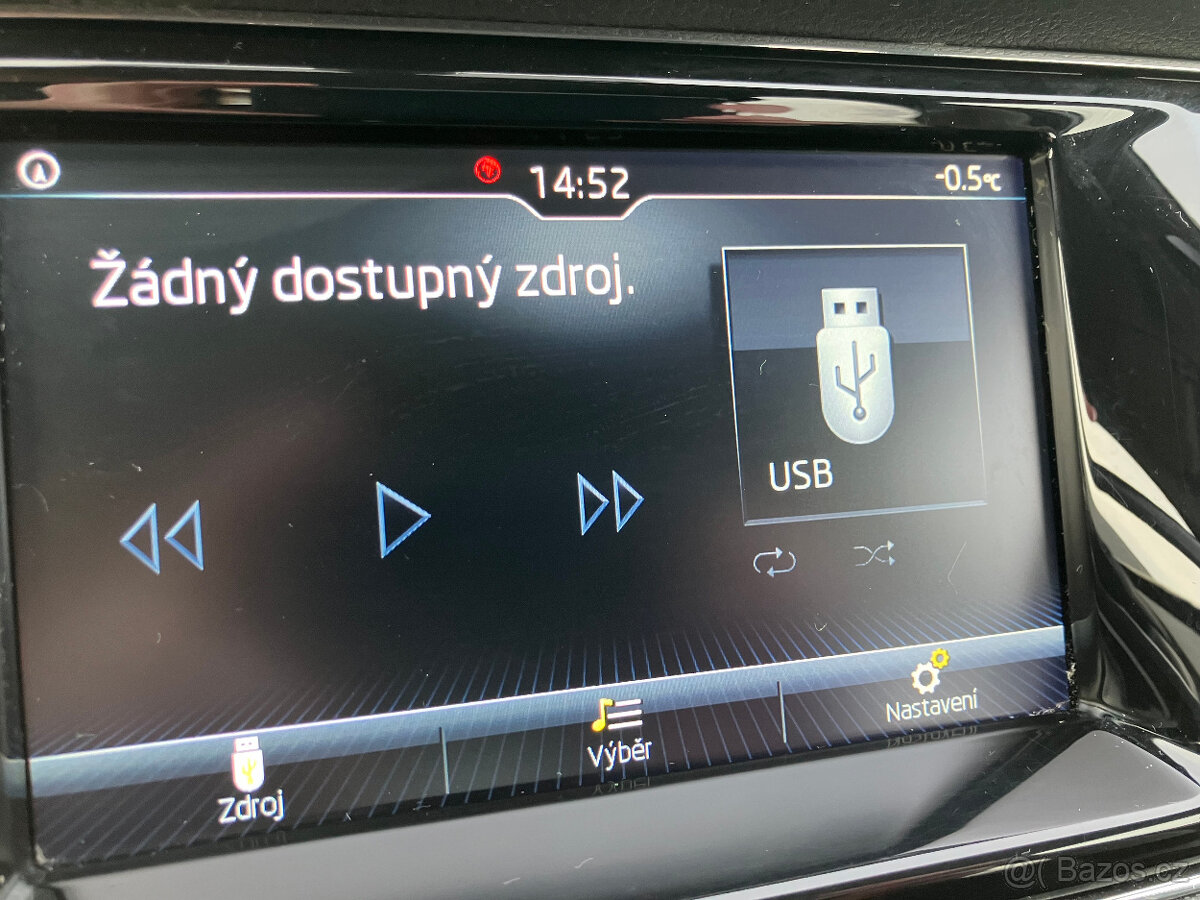 14:52
-0.5°C
Žádný dostupný zdroj.
USB
Zdroj
Výběr
Nastavení
@( Bazos.cz